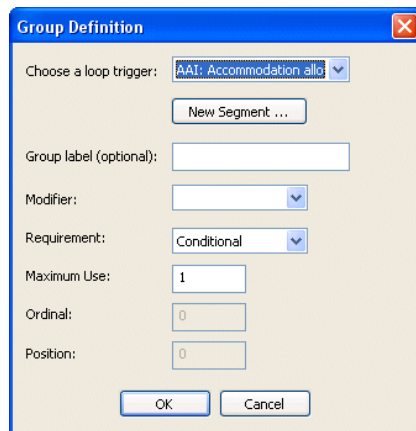 Group Definition
Choose a loop trigger: AAI: Accommodation allo
New Segment ...
Group label (optional):
Modifier:
Requirement: Conditional
Maximum Use: 1
Ordinal: 0
Position: 0
OK Cancel